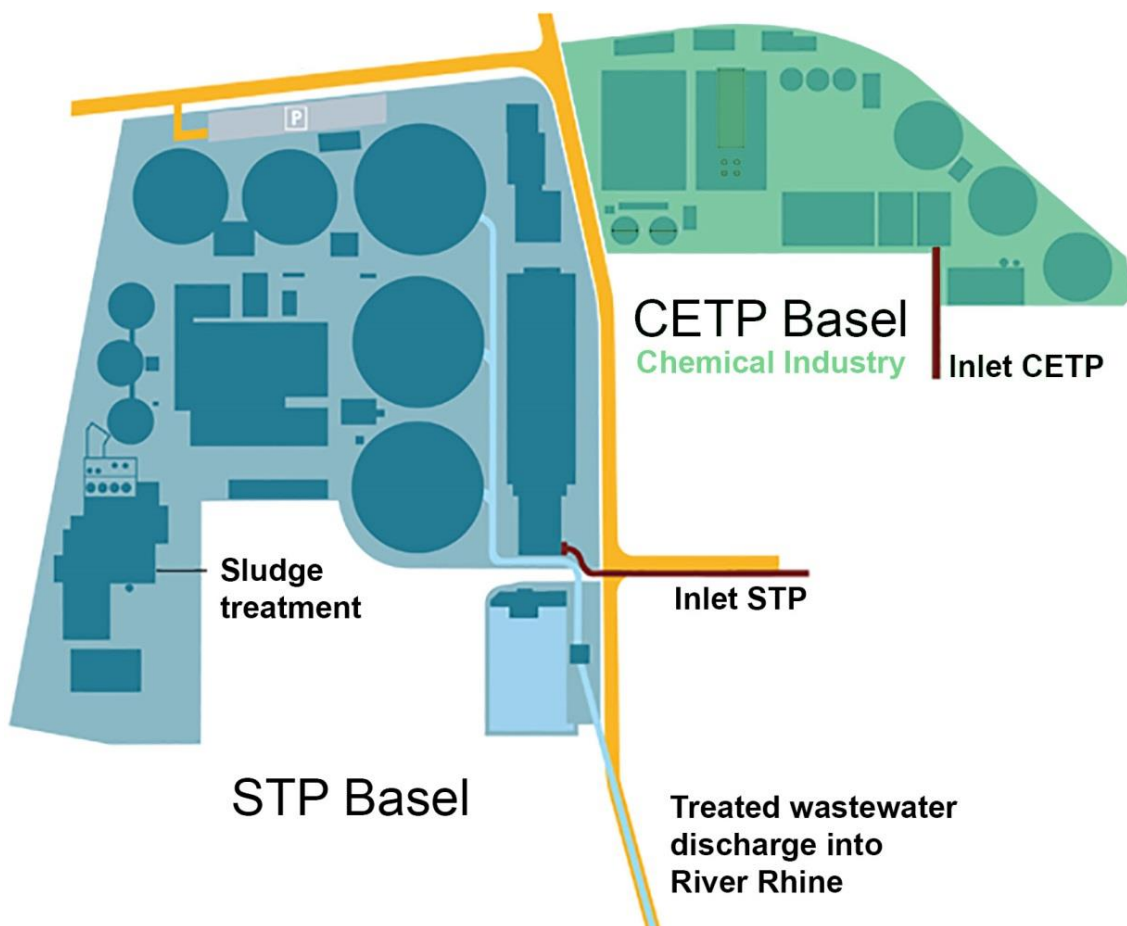 P
CETP Basel
Chemical Industry
Inlet CETP
Sludge
treatment
Inlet STP
STP Basel
Treated wastewater
discharge into
River Rhine